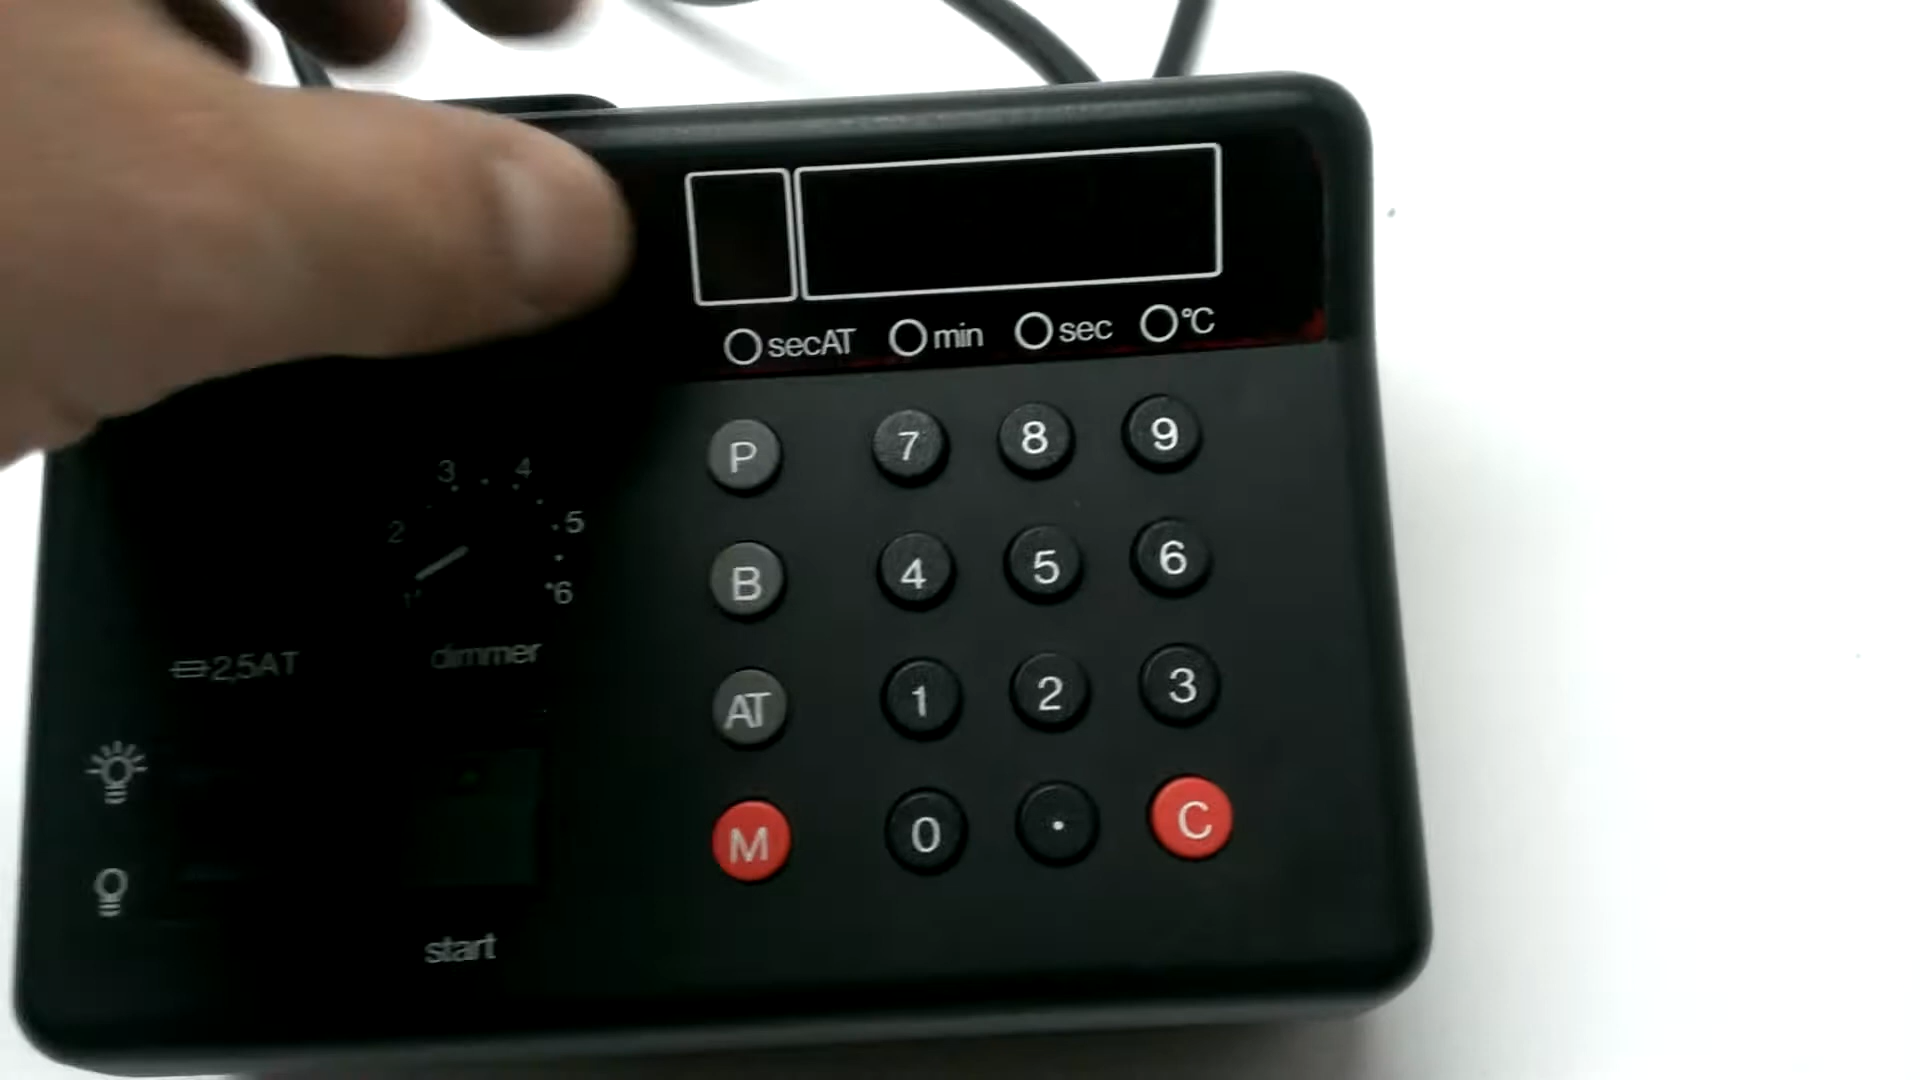 secAT min sec °C
P 7 8 9
3 4
2 5
1 6
B 4 5 6
2,5AT dimmer
AT 1 2 3
M 0 . C
start